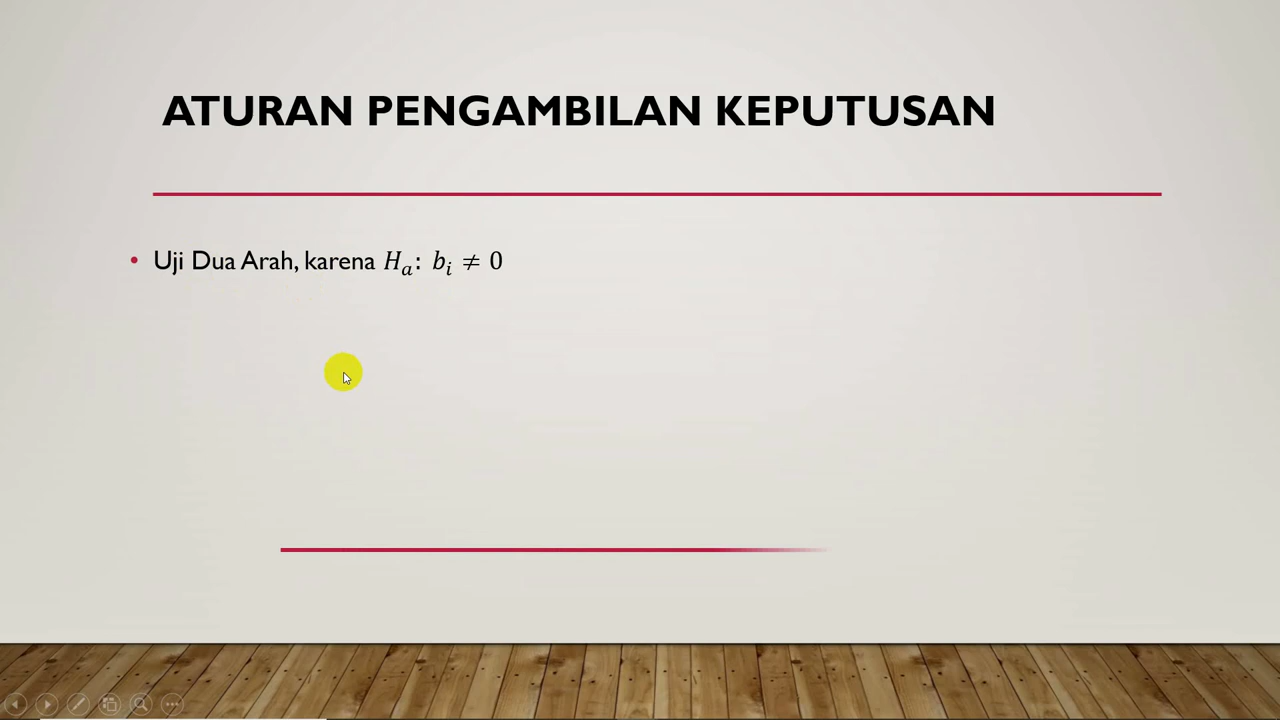 ATURAN PENGAMBILAN KEPUTUSAN
• Uji Dua Arah, karena 𝐻ₐ: 𝑏ᵢ ≠ 0